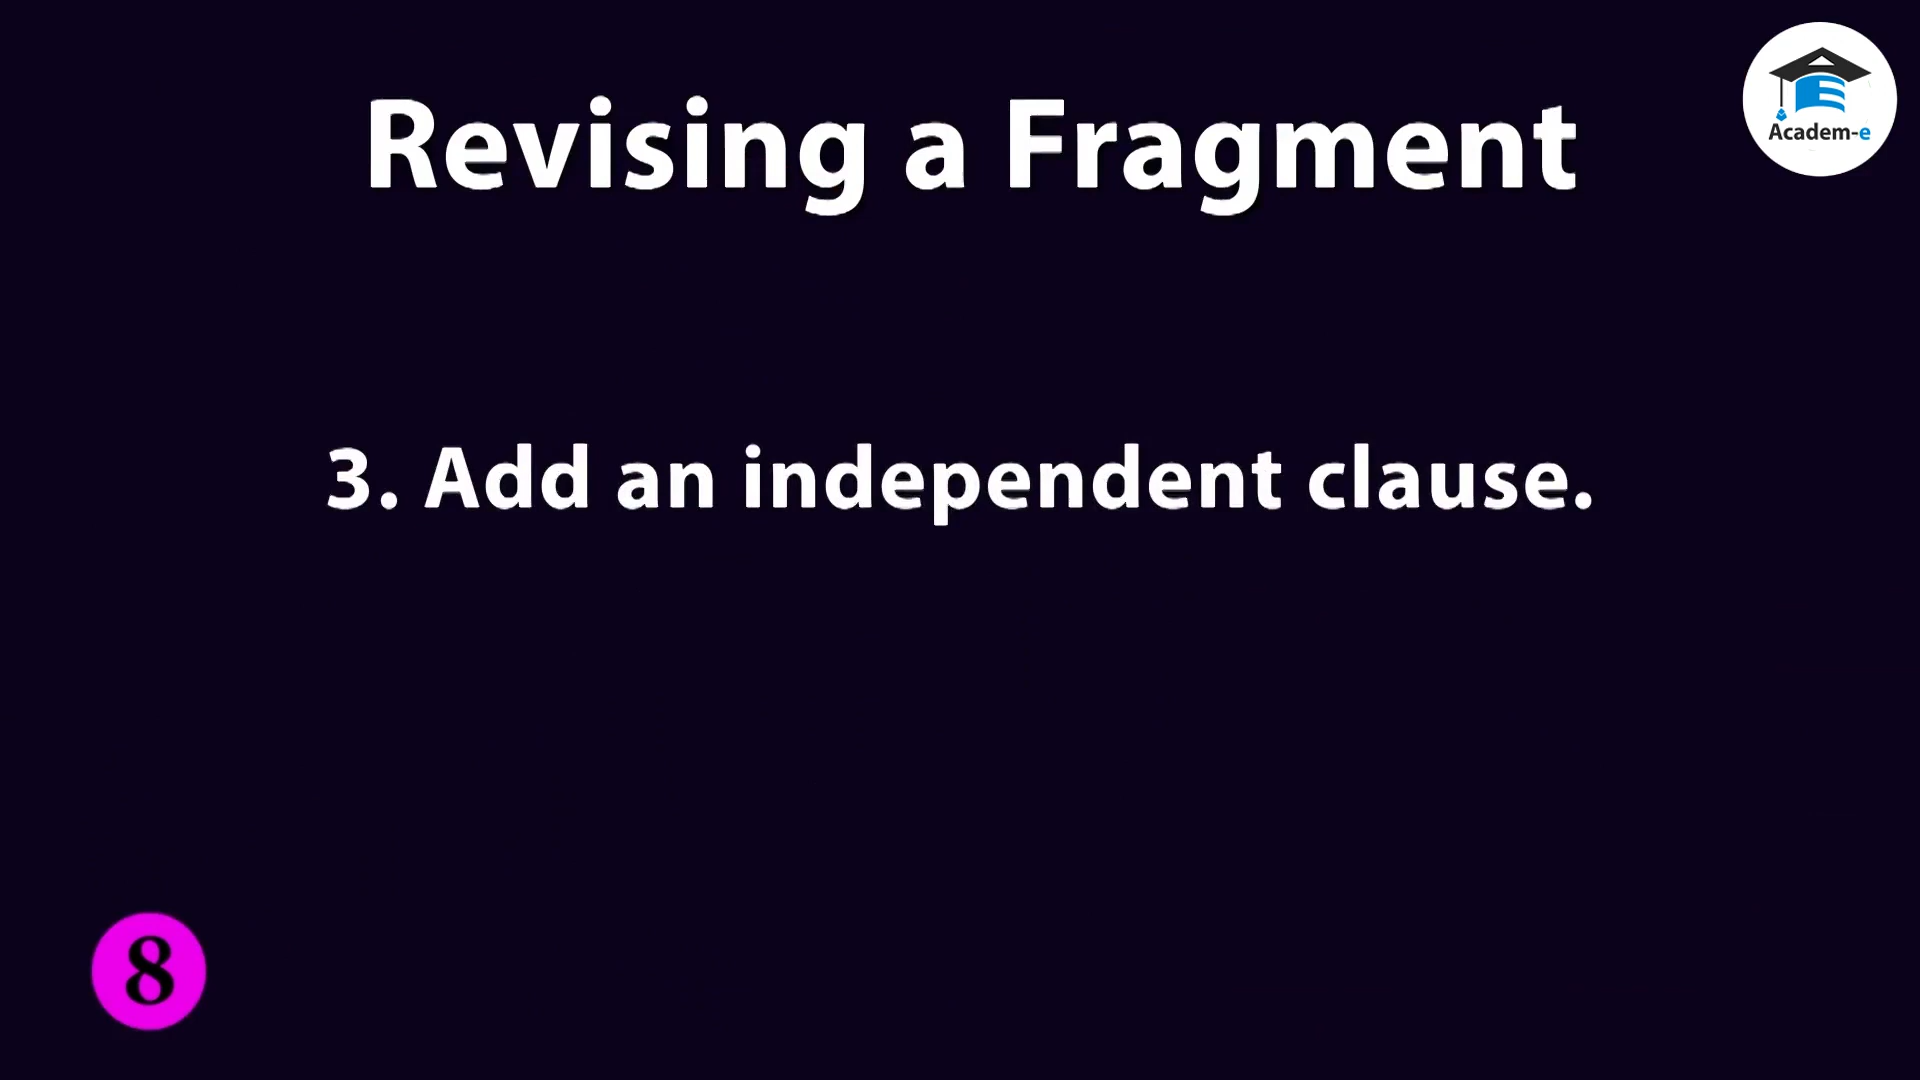 Revising a Fragment
Academ-e
3. Add an independent clause.
8